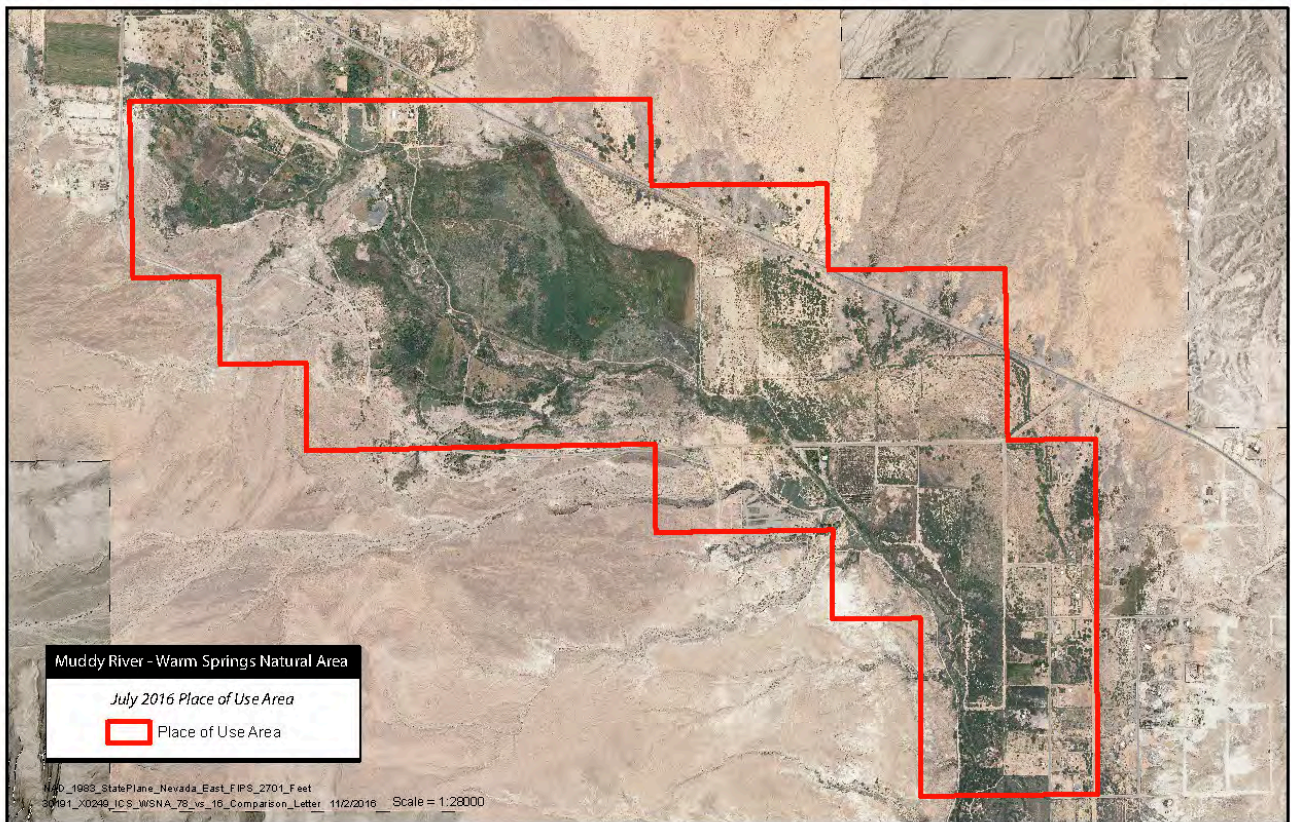 Muddy River - Warm Springs Natural Area
July 2016 Place of Use Area
Place of Use Area
NAD_1983_StatePlane_Nevada_East_FIPS_2701_Feet
30191_X0249_ICS_WSNA_78_vs_16_Comparison_Letter 11/2/2016 Scale = 1:28000